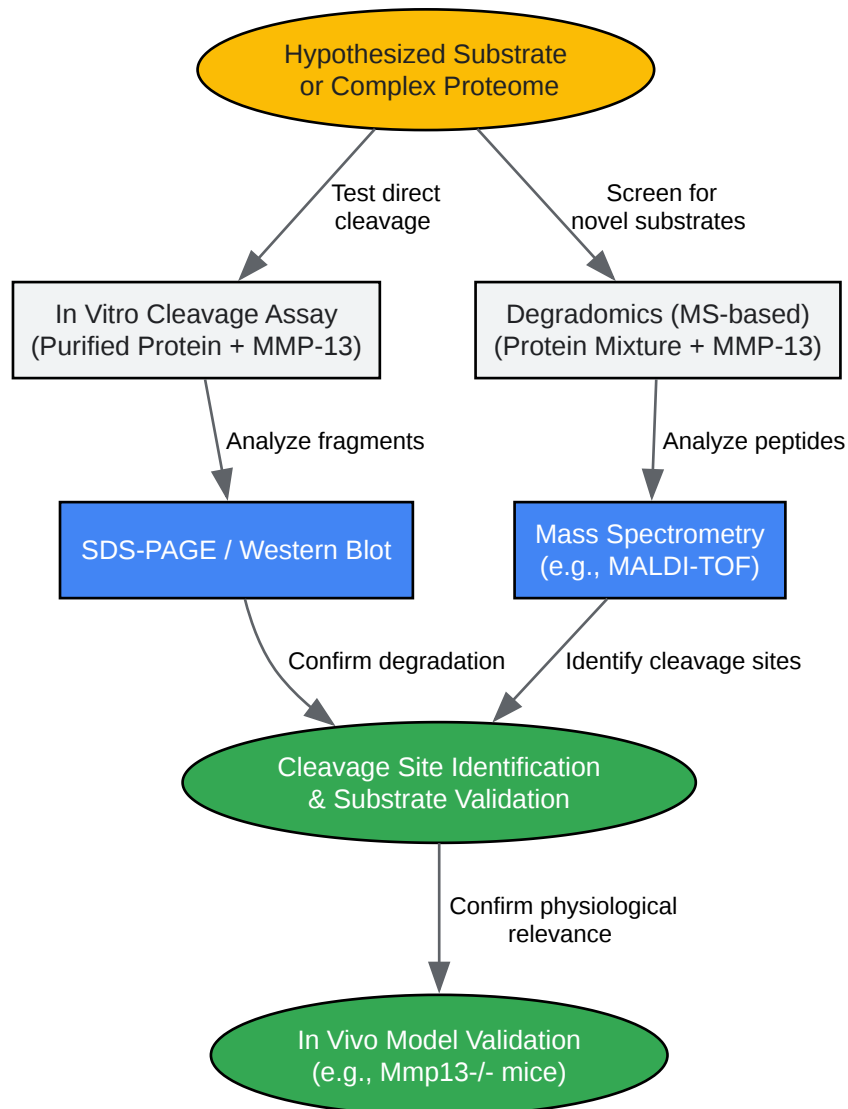 Hypothesized Substrate
or Complex Proteome
Test direct
cleavage
Screen for
novel substrates
In Vitro Cleavage Assay
(Purified Protein + MMP-13)
Degradomics (MS-based)
(Protein Mixture + MMP-13)
Analyze fragments
Analyze peptides
SDS-PAGE / Western Blot
Mass Spectrometry
(e.g., MALDI-TOF)
Confirm degradation
Identify cleavage sites
Cleavage Site Identification
& Substrate Validation
Confirm physiological
relevance
In Vivo Model Validation
(e.g., Mmp13-/- mice)